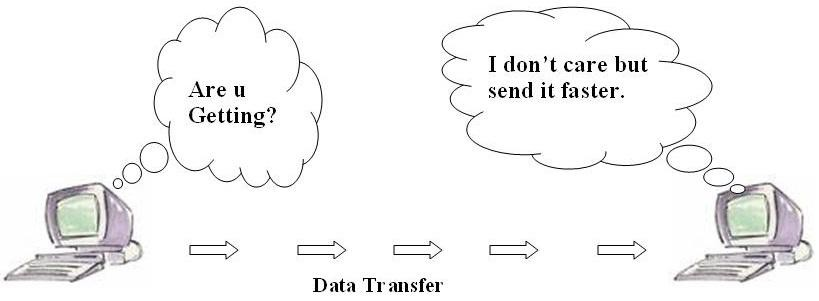 Are u
Getting?
I don't care but
send it faster.
Data Transfer